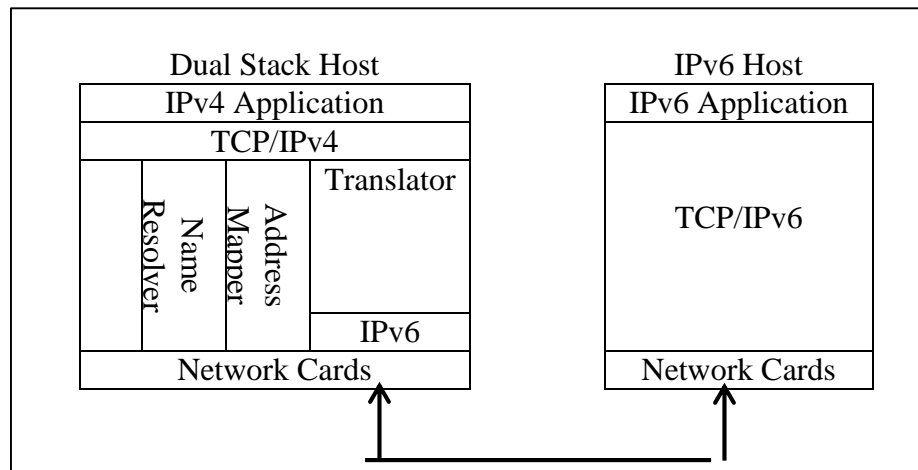 Dual Stack Host
IPv4 Application
TCP/IPv4
Name
Resolver
Address
Mapper
Translator
IPv6
Network Cards
IPv6 Host
IPv6 Application
TCP/IPv6
Network Cards